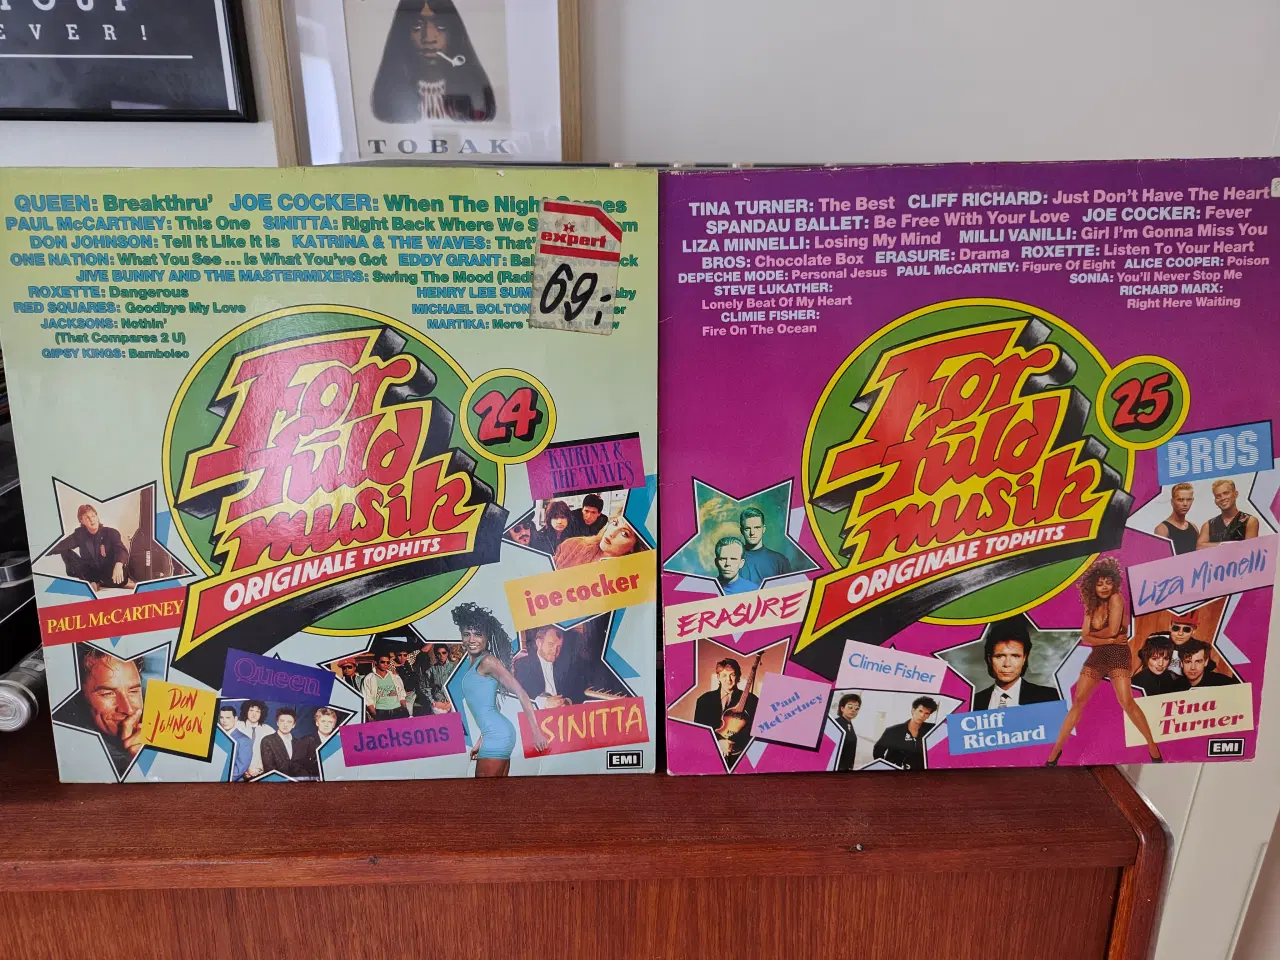 EVER!
TOBAK
QUEEN: Breakthru' JOE COCKER: When The Night Comes
PAUL McCARTNEY: This One SINITTA: Right Back Where We S
DON JOHNSON: Tell It Like It Is KATRINA & THE WAVES: That'
ONE NATION: What You See ... Is What You've Got EDDY GRANT:
JIVE BUNNY AND THE MASTERMIXERS: Swing The Mood
ROXETTE: Dangerous HENRY LEE SUM
RED SQUARES: Goodbye My Love MICHAEL BOLTON
JACKSONS: Nothin' MARTIKA: More
(That Compares 2 U)
GIPSY KINGS: Bamboleo
expert
69,-
For
fuld
musik
24
ORIGINALE TOPHITS
KATRINA &
THE WAVES
PAUL McCARTNEY
joe cocker
DON
JOHNSON
Queen
Jacksons
SINITTA
EMI
TINA TURNER: The Best CLIFF RICHARD: Just Don't Have The Heart
SPANDAU BALLET: Be Free With Your Love JOE COCKER: Fever
LIZA MINNELLI: Losing My Mind MILLI VANILLI: Girl I'm Gonna Miss You
BROS: Chocolate Box ERASURE: Drama ROXETTE: Listen To Your Heart
DEPECHE MODE: Personal Jesus PAUL McCARTNEY: Figure Of Eight ALICE COOPER: Poison
STEVE LUKATHER: SONIA: You'll Never Stop Me
Lonely Beat Of My Heart RICHARD MARX:
CLIMIE FISHER: Right Here Waiting
Fire On The Ocean
For
fuld
musik
25
ORIGINALE TOPHITS
BROS
Liza Minnelli
ERASURE
Climie Fisher
Paul
McCartney
Cliff
Richard
Tina
Turner
EMI